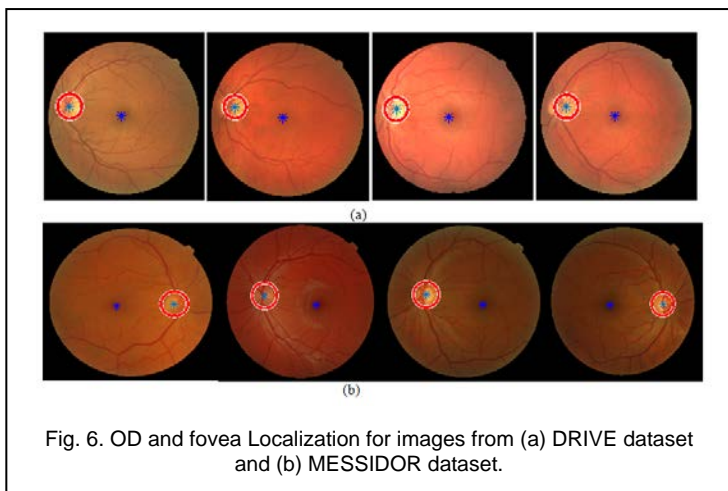 (a)
(b)
Fig. 6. OD and fovea Localization for images from (a) DRIVE dataset
and (b) MESSIDOR dataset.